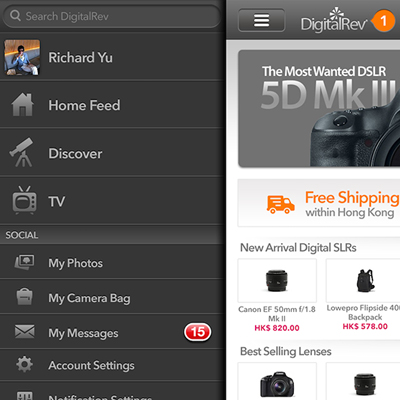 Search DigitalRev
Richard Yu
Home Feed
Discover
TV
SOCIAL
My Photos
My Camera Bag
My Messages
15
Account Settings
Notification Settings
DigitalRev
1
The Most Wanted DSLR
5D Mk III
Free Shipping
within Hong Kong
New Arrival Digital SLRs
Canon EF 50mm f/1.8
Mk II
HK$ 820.00
Lowepro Flipside 400
Backpack
HK$ 578.00
Best Selling Lenses